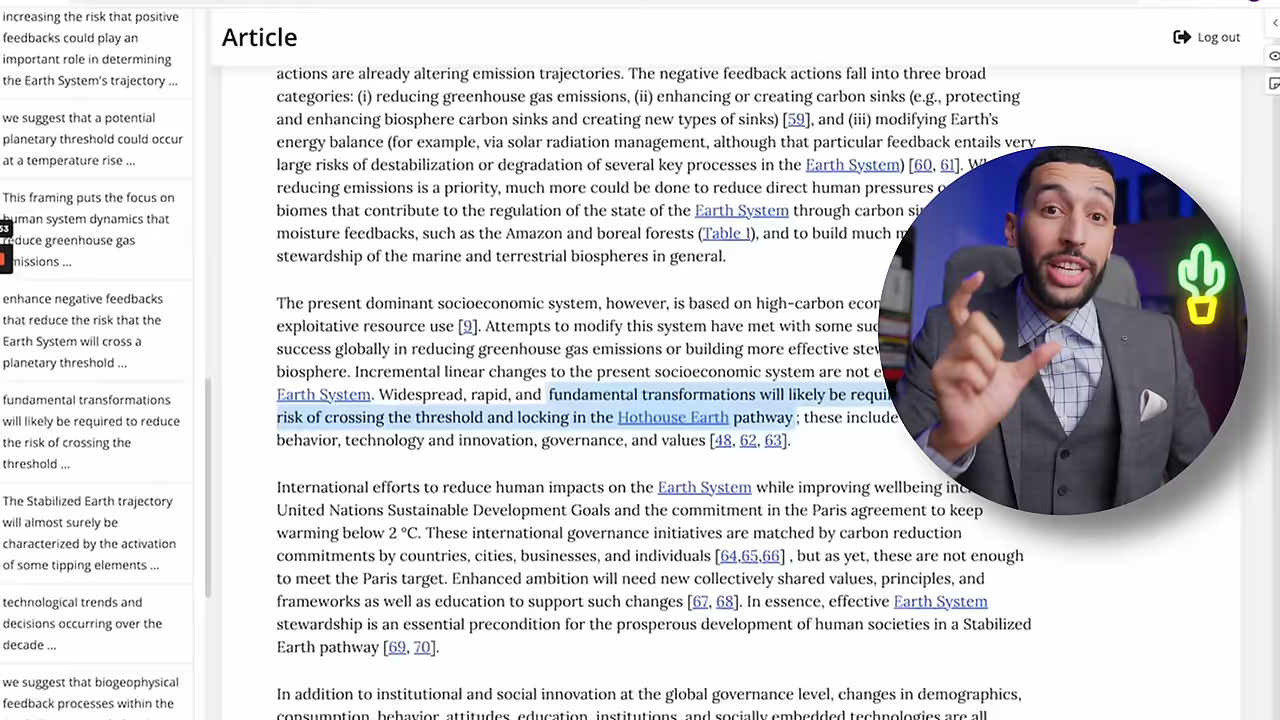 increasing the risk that positive
feedbacks could play an
important role in determining
the Earth System's trajectory ...
we suggest that a potential
planetary threshold could occur
at a temperature rise ...
This framing puts the focus on
human system dynamics that
reduce greenhouse gas
emissions ...
53
enhance negative feedbacks
that reduce the risk that the
Earth System will cross a
planetary threshold ...
fundamental transformations
will likely be required to reduce
the risk of crossing the
threshold ...
The Stabilized Earth trajectory
will almost surely be
characterized by the activation
of some tipping elements ...
technological trends and
decisions occurring over the
decade ...
we suggest that biogeophysical
feedback processes within the
Article
Log out
actions are already altering emission trajectories. The negative feedback actions fall into three broad
categories: (i) reducing greenhouse gas emissions, (ii) enhancing or creating carbon sinks (e.g., protecting
and enhancing biosphere carbon sinks and creating new types of sinks) [59], and (iii) modifying Earth's
energy balance (for example, via solar radiation management, although that particular feedback entails very
large risks of destabilization or degradation of several key processes in the Earth System) [60, 61].
reducing emissions is a priority, much more could be done to reduce direct human pressures
biomes that contribute to the regulation of the state of the Earth System through carbon
moisture feedbacks, such as the Amazon and boreal forests (Table I), and to build much
stewardship of the marine and terrestrial biospheres in general.
The present dominant socioeconomic system, however, is based on high-carbon
exploitative resource use [9]. Attempts to modify this system have met with some
success globally in reducing greenhouse gas emissions or building more effective
biosphere. Incremental linear changes to the present socioeconomic system are not
Earth System. Widespread, rapid, and fundamental transformations will likely be
risk of crossing the threshold and locking in the Hothouse Earth pathway; these include
behavior, technology and innovation, governance, and values [48, 62, 63].
International efforts to reduce human impacts on the Earth System while improving wellbeing
United Nations Sustainable Development Goals and the commitment in the Paris agreement to keep
warming below 2 °C. These international governance initiatives are matched by carbon reduction
commitments by countries, cities, businesses, and individuals [64,65,66] , but as yet, these are not enough
to meet the Paris target. Enhanced ambition will need new collectively shared values, principles, and
frameworks as well as education to support such changes [67, 68]. In essence, effective Earth System
stewardship is an essential precondition for the prosperous development of human societies in a Stabilized
Earth pathway [69, 70].
In addition to institutional and social innovation at the global governance level, changes in demographics,
consumption, behavior, attitudes, education, institutions, and socially embedded technologies are all